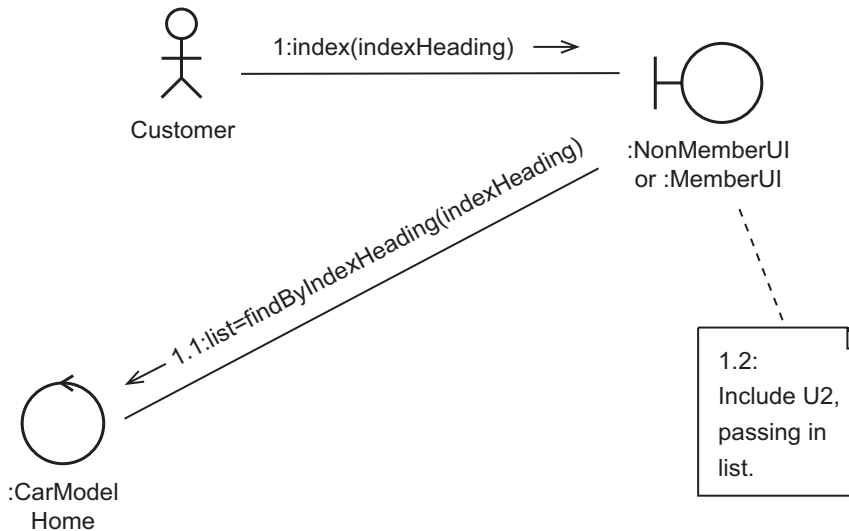 1:index(indexHeading)
Customer
:NonMemberUI
or :MemberUI
1.1:list=findByIndexHeading(indexHeading)
1.2:
Include U2,
passing in
list.
:CarModel
Home